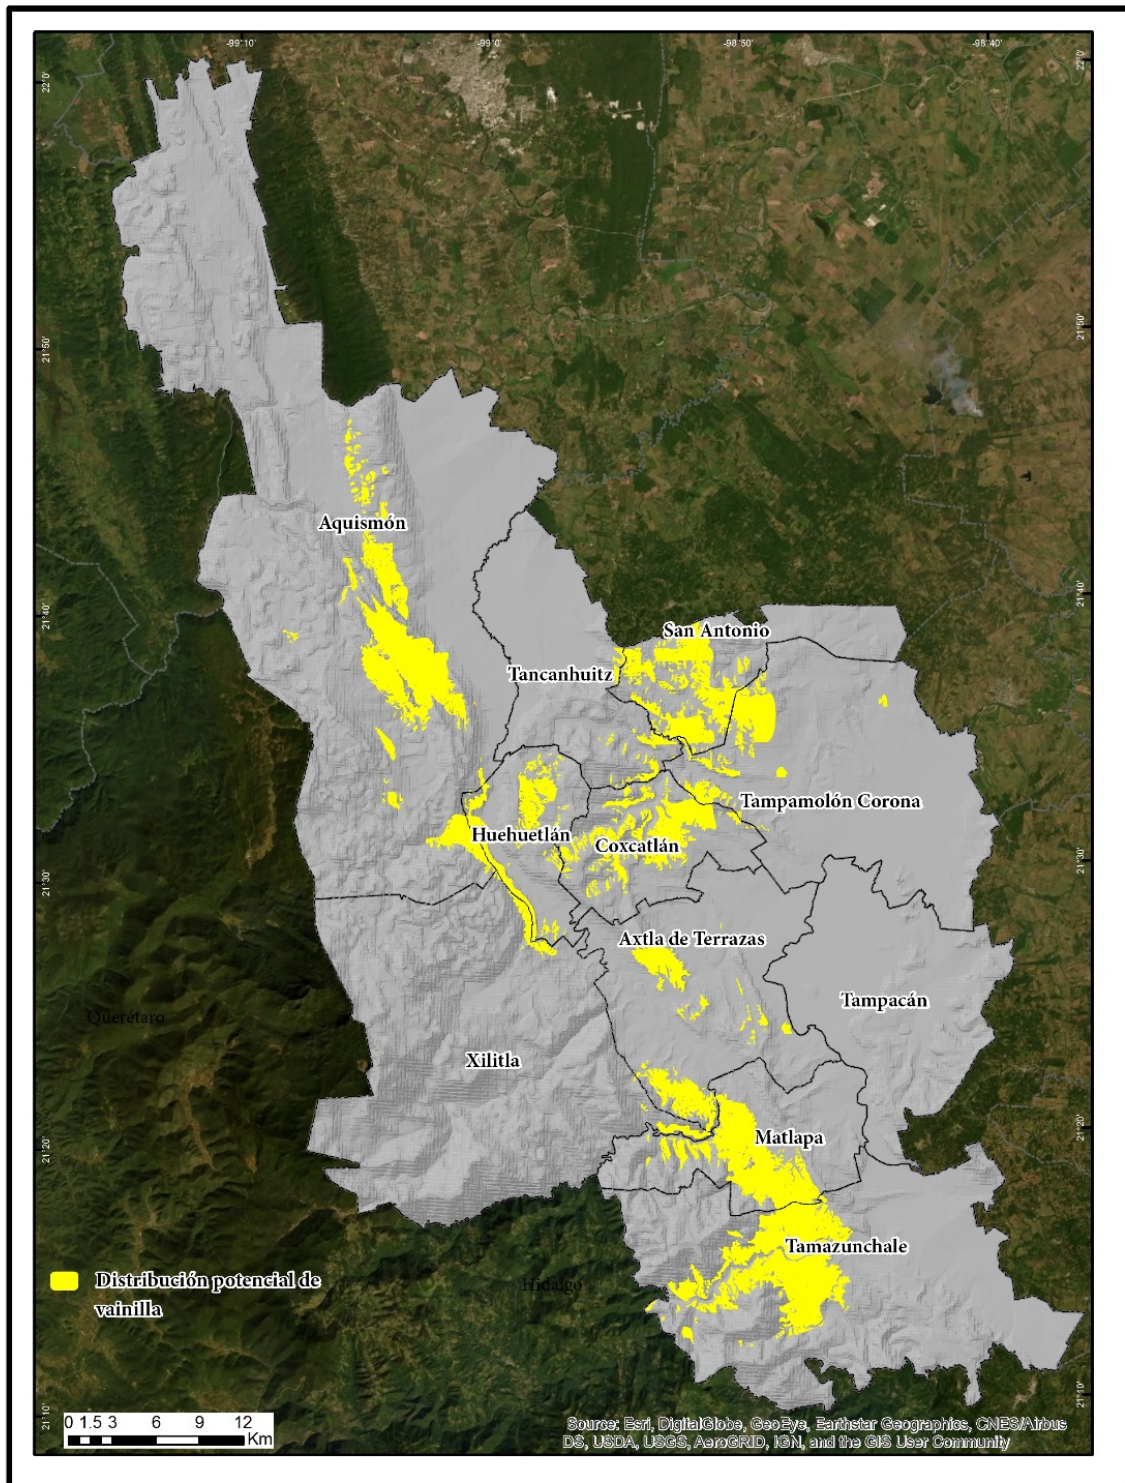 -99°10'
-99°0'
-98°50'
-98°40'
22°0'
22°0'
21°50'
21°50'
Aquismón
21°40'
21°40'
San Antonio
Tancanhuitz
Tampamolón Corona
Huehuetlán
Coxcatlán
21°30'
21°30'
Axtla de Terrazas
Tampacán
Querétaro
Xilitla
21°20'
21°20'
Matlapa
Tamazunchale
Distribución potencial de
vainilla
Hidalgo
21°10'
21°10'
0 1.5 3 6 9 12
Km
Source: Esri, DigitalGlobe, GeoEye, Earthstar Geographics, CNES/Airbus
DS, USDA, USGS, AeroGRID, IGN, and the GIS User Community